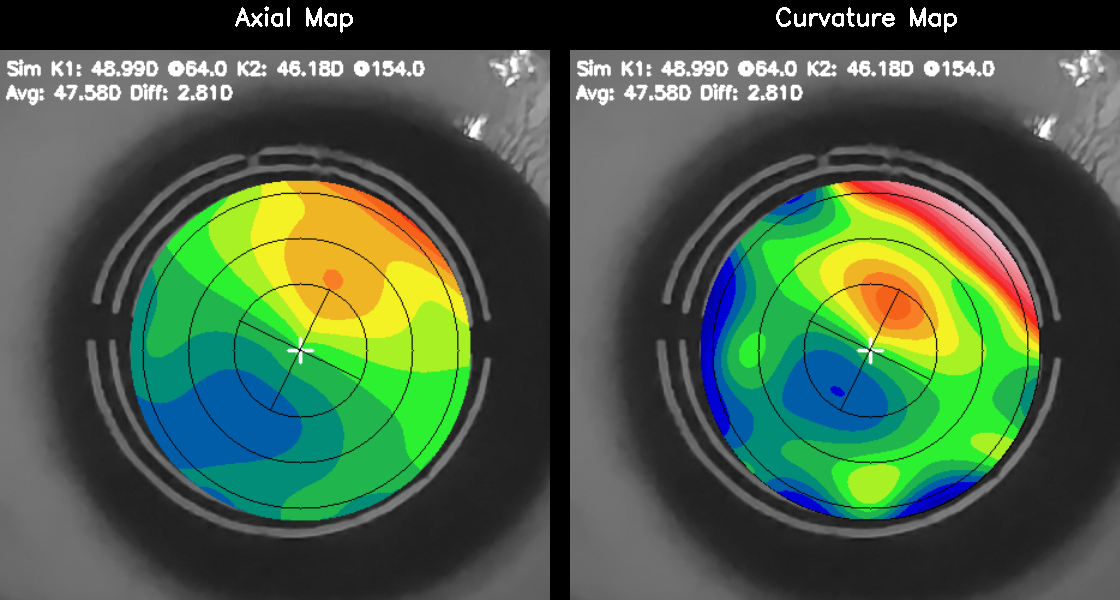 Axial Map
Curvature Map
Sim K1: 48.99D @64.0 K2: 46.18D @154.0
Avg: 47.58D Diff: 2.81D
Sim K1: 48.99D @64.0 K2: 46.18D @154.0
Avg: 47.58D Diff: 2.81D